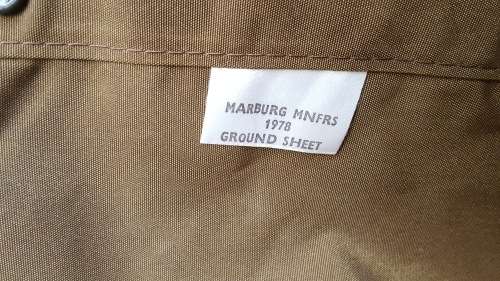 MARBURG MNFRS
1978
GROUND SHEET